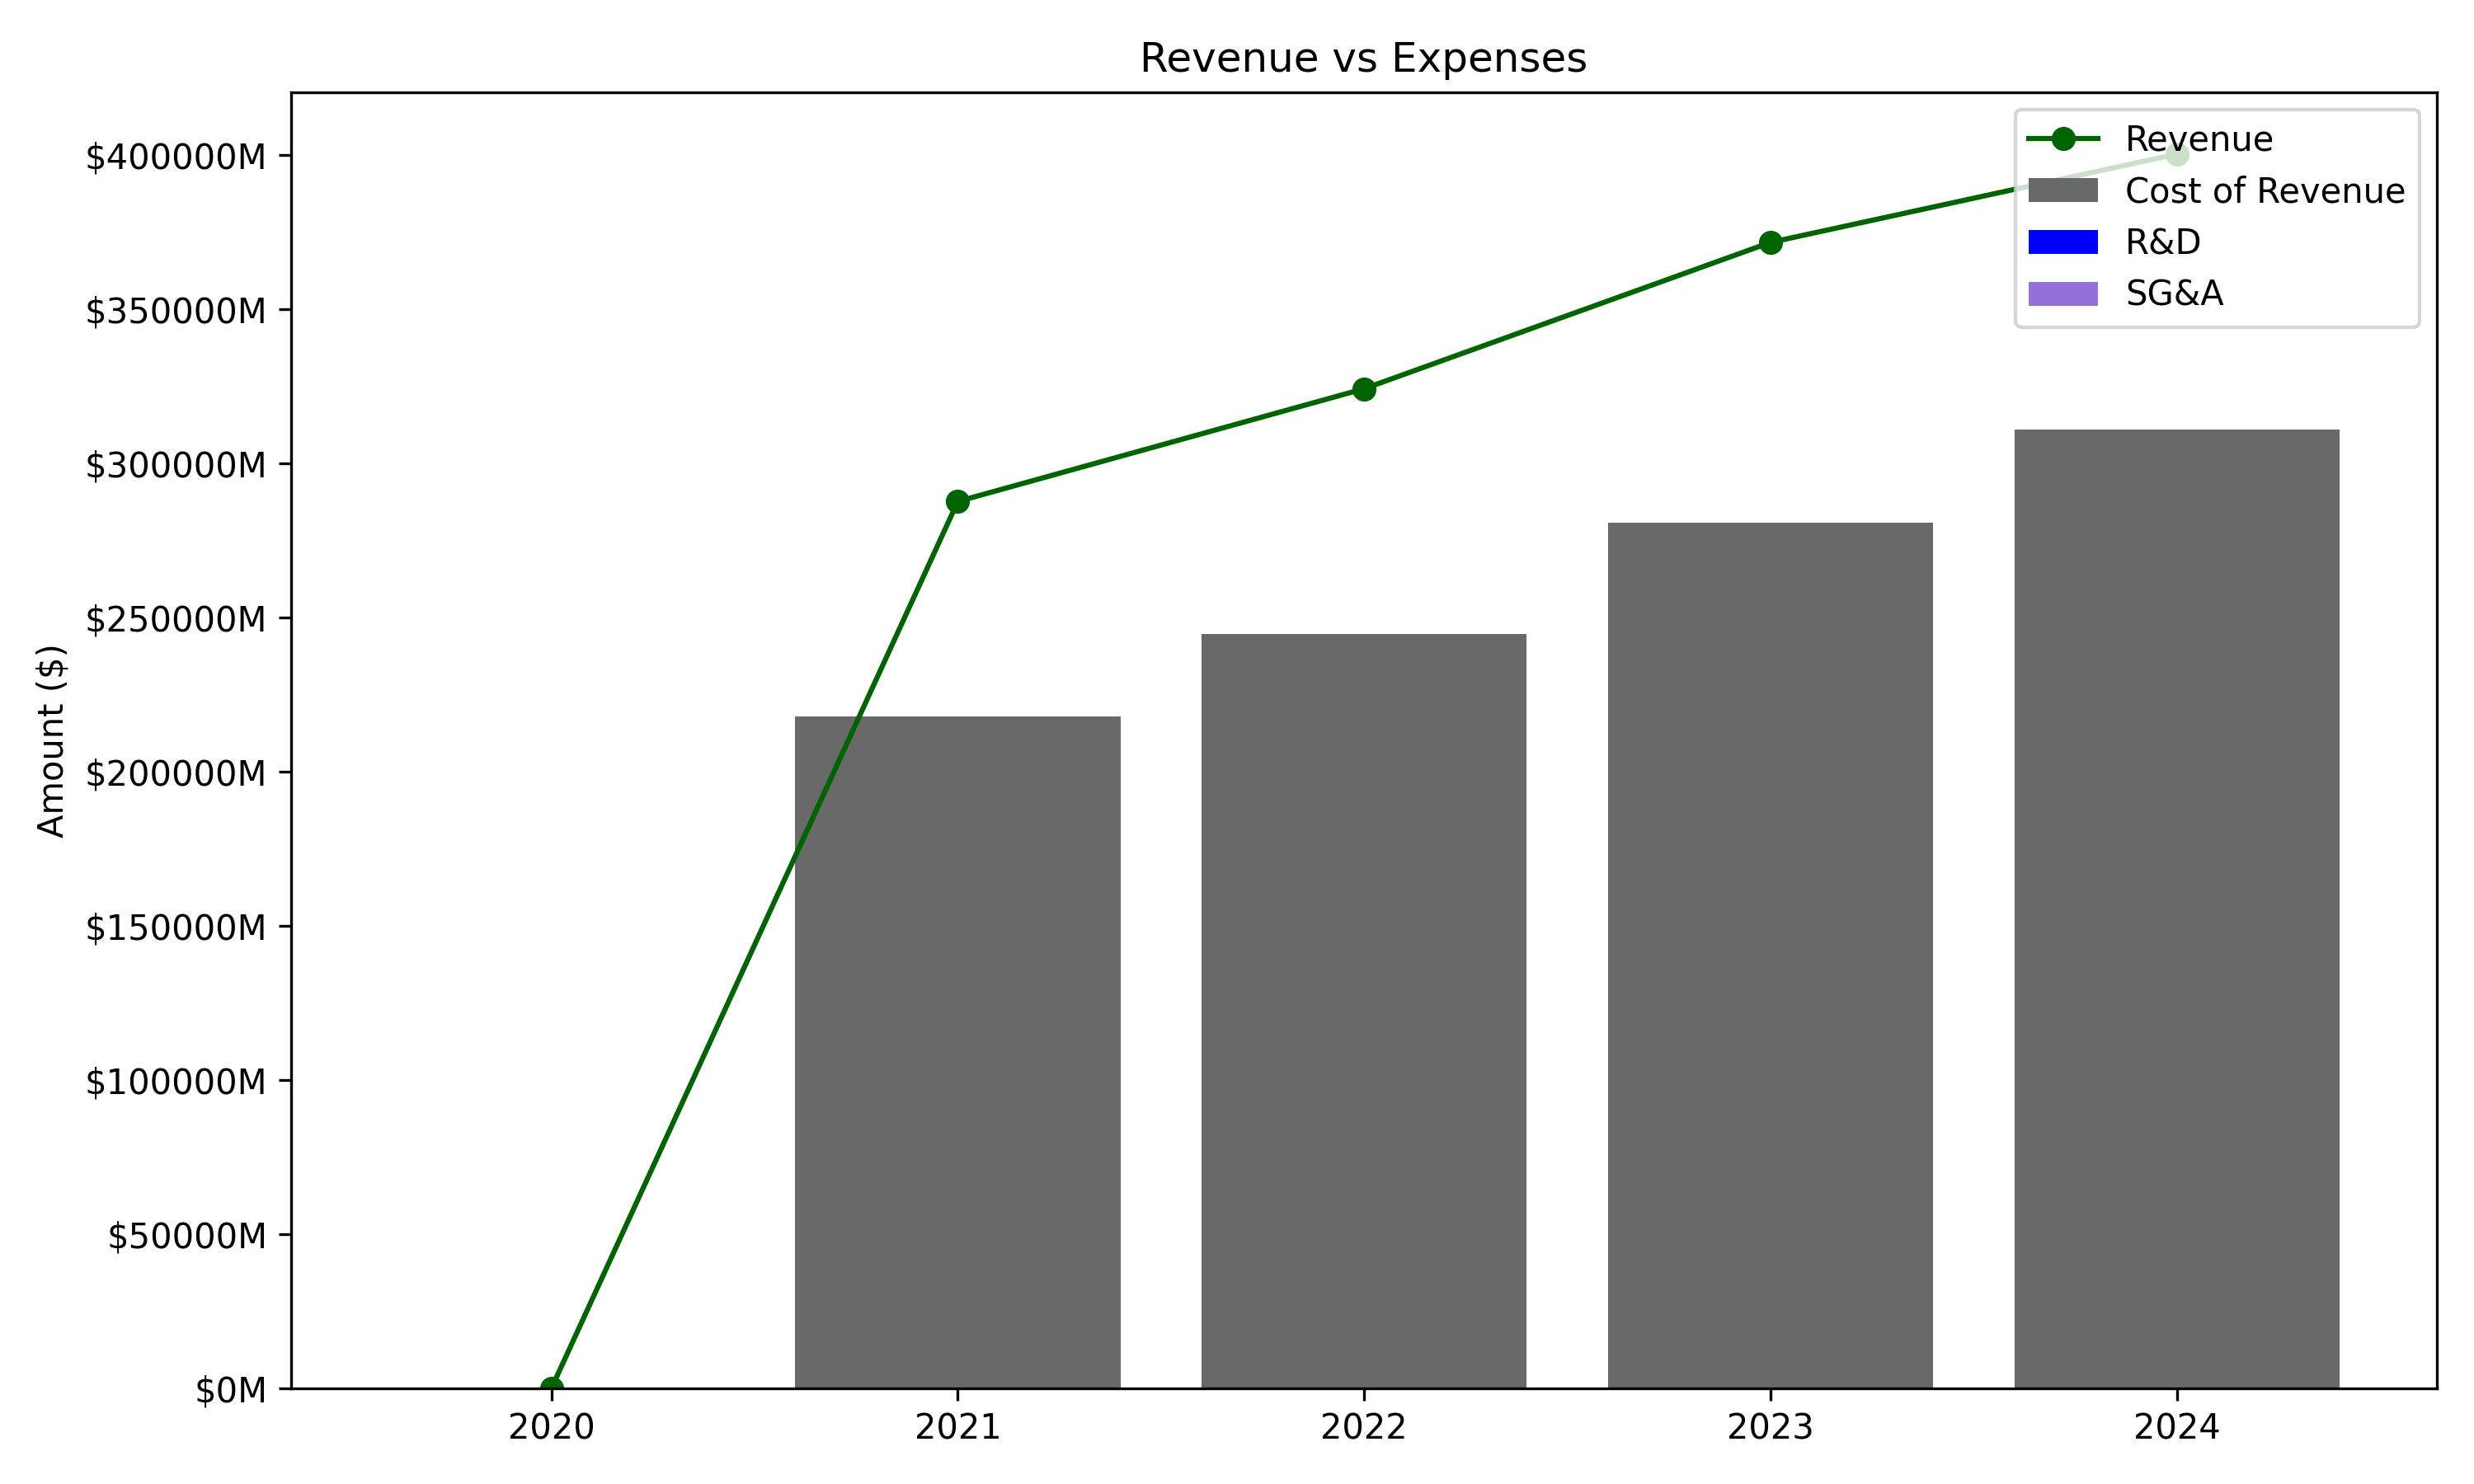 Revenue vs Expenses
Revenue
Cost of Revenue
R&D
SG&A
Amount ($)
$400000M
$350000M
$300000M
$250000M
$200000M
$150000M
$100000M
$50000M
$0M
2020
2021
2022
2023
2024